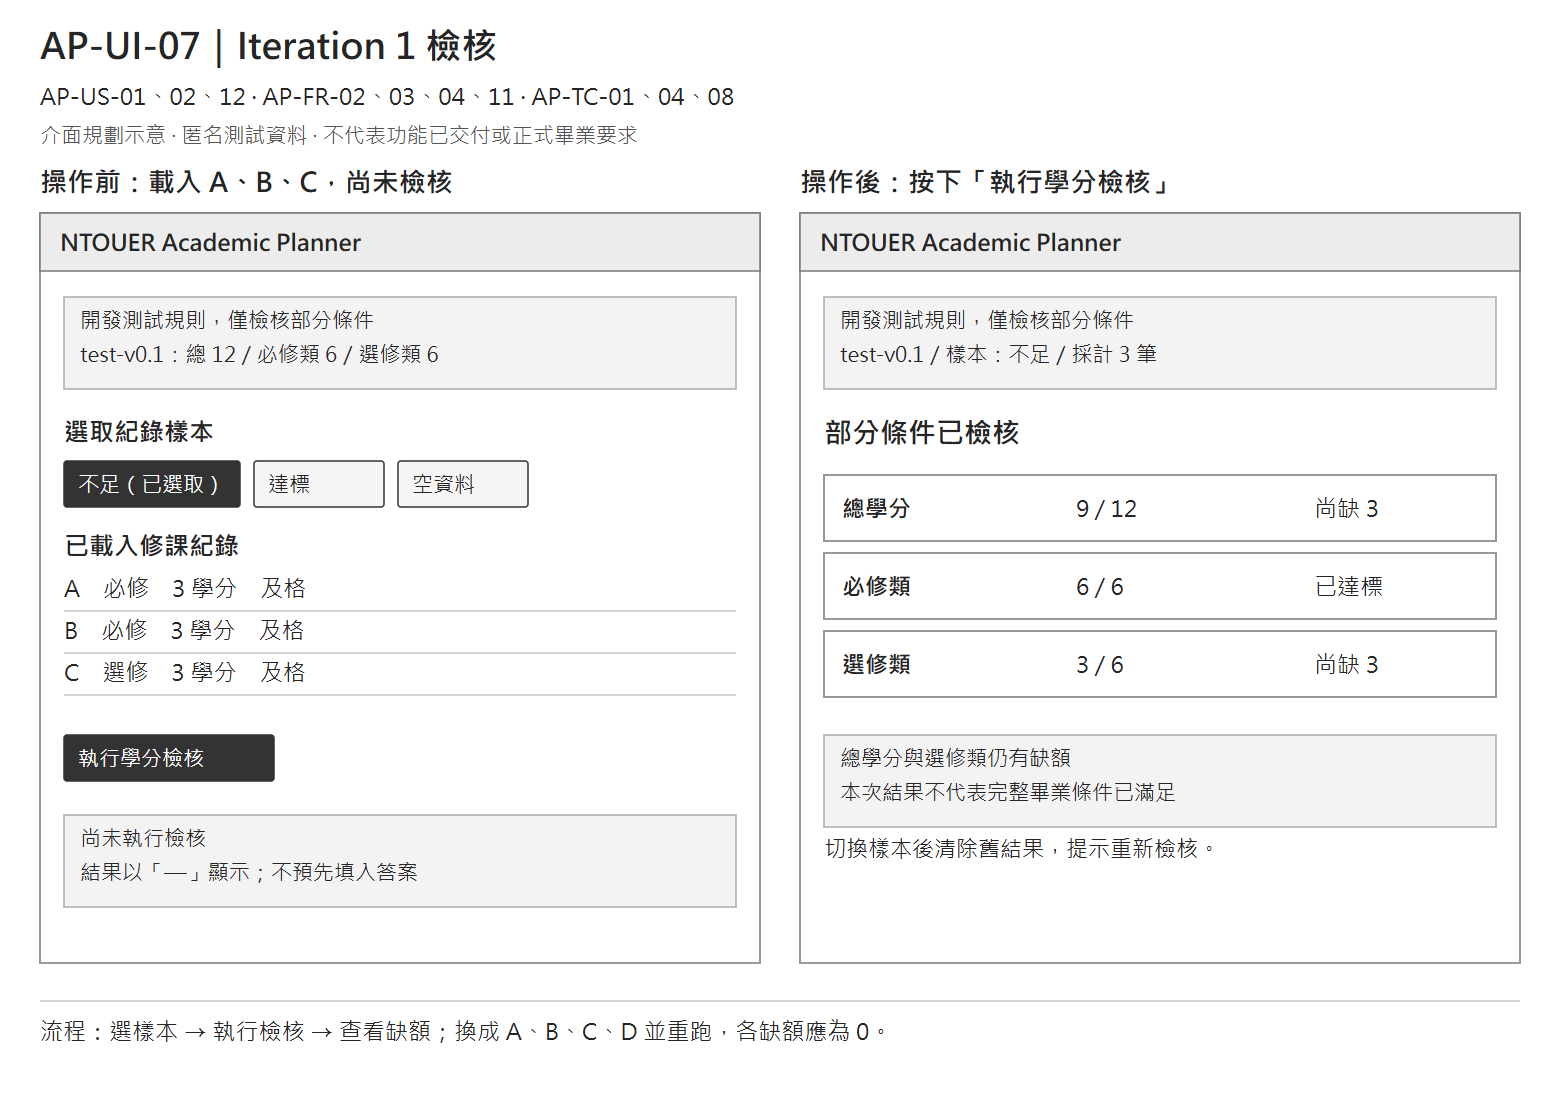 AP-UI-07 | Iteration 1 檢核
AP-US-01、02、12 · AP-FR-02、03、04、11 · AP-TC-01、04、08
介面規劃示意 · 匿名測試資料 · 不代表功能已交付或正式畢業要求
操作前：載入 A、B、C，尚未檢核
NTOUER Academic Planner
開發測試規則，僅檢核部分條件
test-v0.1：總 12 / 必修類 6 / 選修類 6
選取紀錄樣本
不足（已選取）
達標
空資料
已載入修課紀錄
A 必修 3 學分 及格
B 必修 3 學分 及格
C 選修 3 學分 及格
執行學分檢核
尚未執行檢核
結果以「—」顯示；不預先填入答案
操作後：按下「執行學分檢核」
NTOUER Academic Planner
開發測試規則，僅檢核部分條件
test-v0.1 / 樣本：不足 / 採計 3 筆
部分條件已檢核
總學分 9 / 12 尚缺 3
必修類 6 / 6 已達標
選修類 3 / 6 尚缺 3
總學分與選修類仍有缺額
本次結果不代表完整畢業條件已滿足
切換樣本後清除舊結果，提示重新檢核。
流程：選樣本 → 執行檢核 → 查看缺額；換成 A、B、C、D 並重跑，各缺額應為 0。